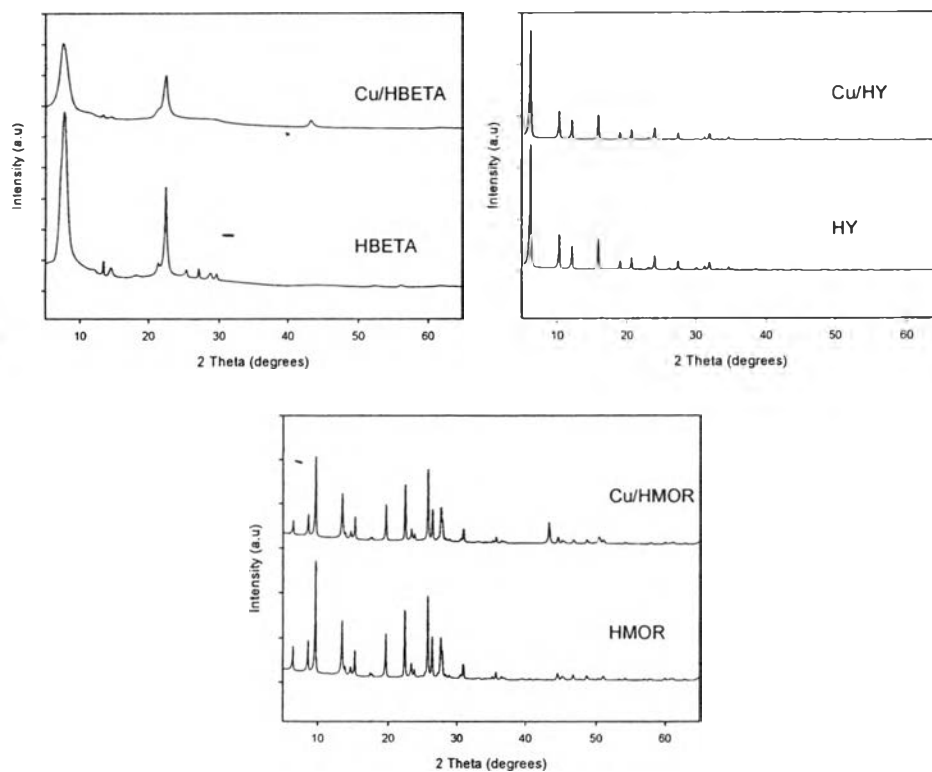 Intensity (a.u)
Cu/HBETA
HBETA
10 20 30 40 50 60
2 Theta (degrees)
Intensity (a.u)
Cu/HY
HY
10 20 30 40 50 60
2 Theta (degrees)
Intensity (a.u)
Cu/HMOR
HMOR
10 20 30 40 50 60
2 Theta (degrees)